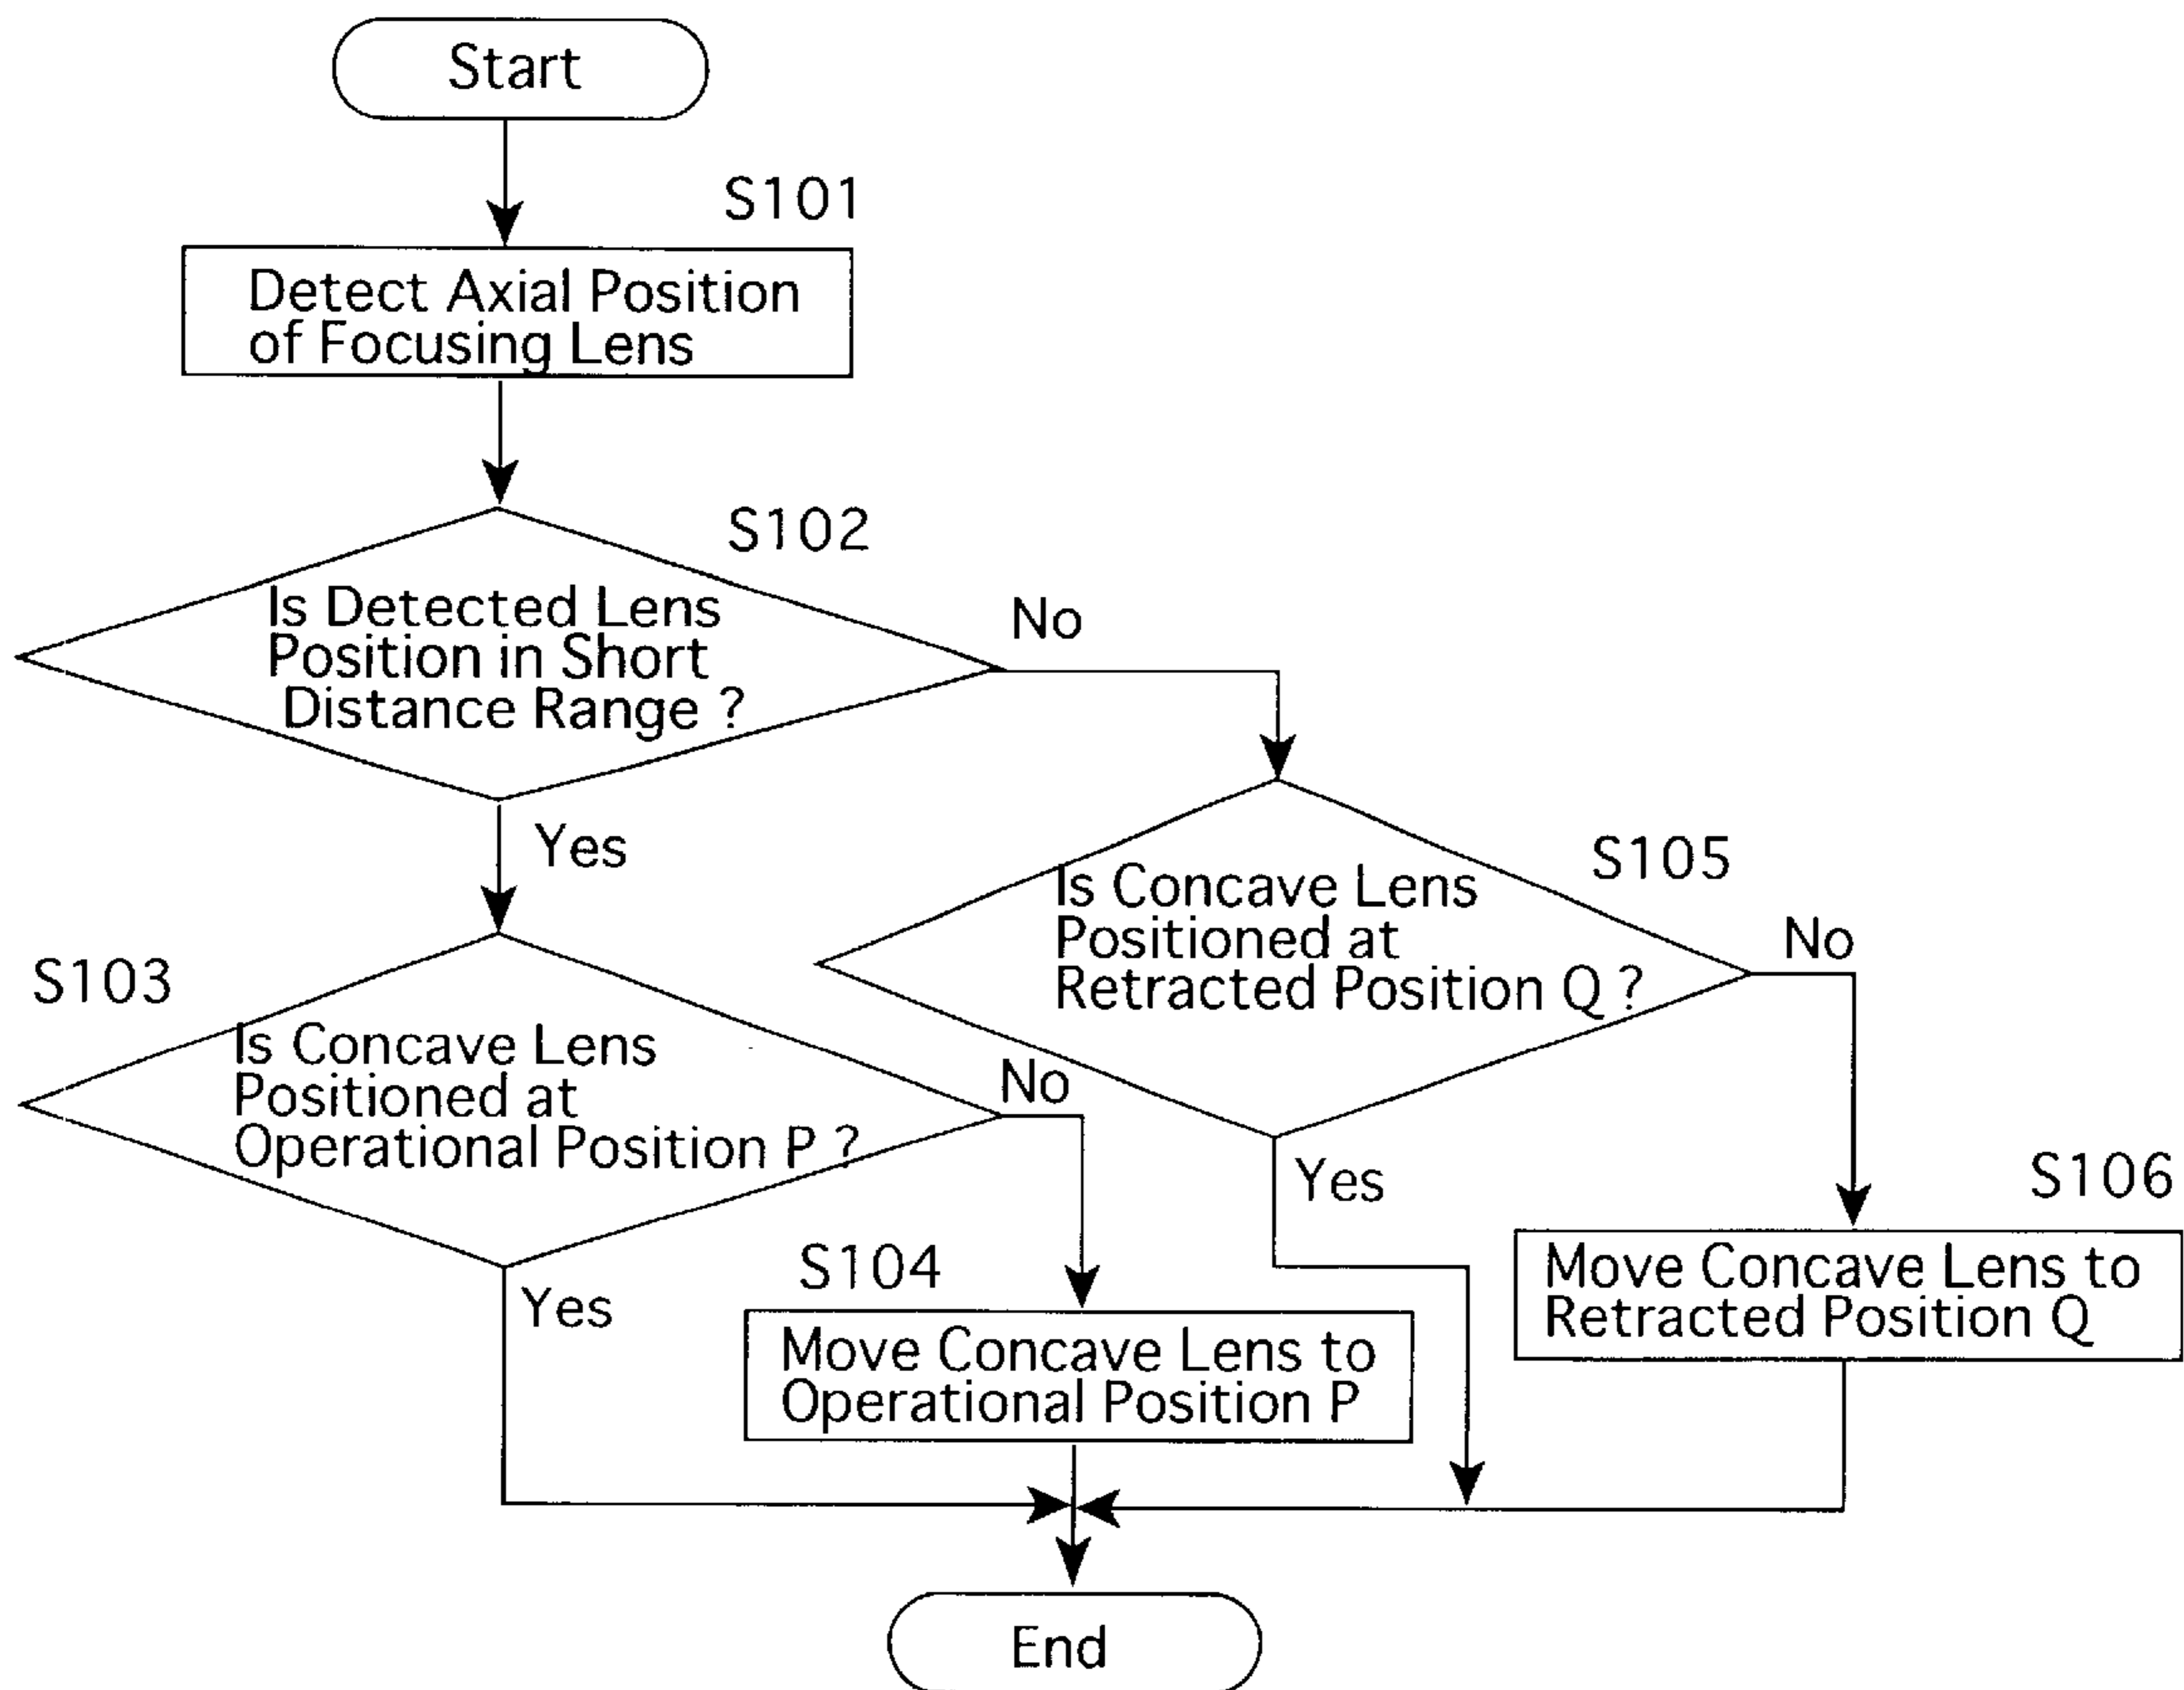 Start
S101
Detect Axial Position
of Focusing Lens
S102
Is Detected Lens
Position in Short
Distance Range ?
No
Yes
S105
Is Concave Lens
Positioned at
Retracted Position Q ?
No
S103
Is Concave Lens
Positioned at
Operational Position P ?
No
Yes
Yes
S104
Move Concave Lens to
Operational Position P
S106
Move Concave Lens to
Retracted Position Q
End